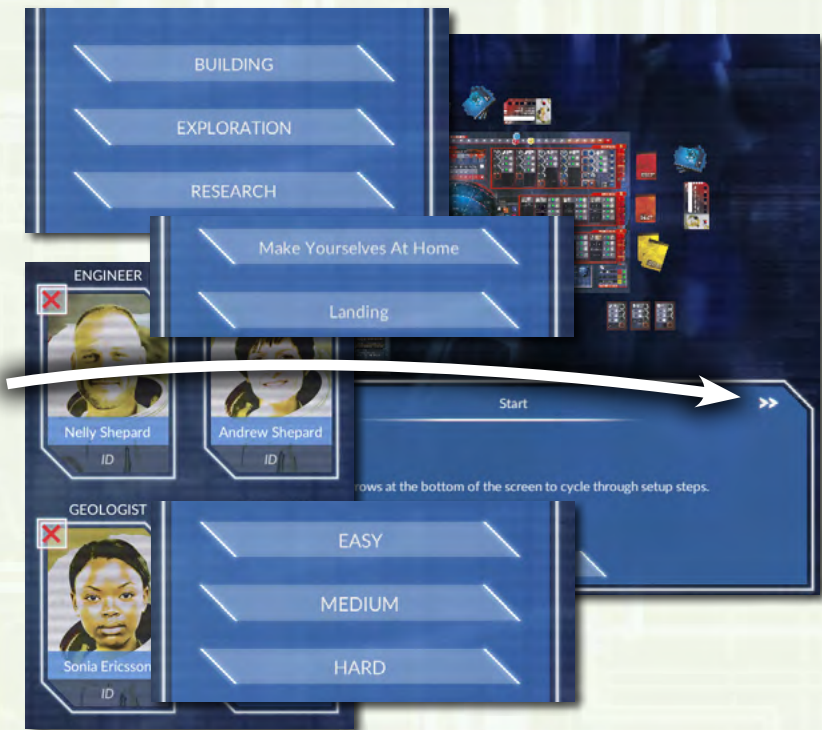 BUILDING
EXPLORATION
RESEARCH
Make Yourselves At Home
Landing
ENGINEER
Nelly Shepard
ID
Andrew Shepard
ID
Start
>>
rows at the bottom of the screen to cycle through setup steps.
GEOLOGIST
Sonia Ericsson
ID
EASY
MEDIUM
HARD